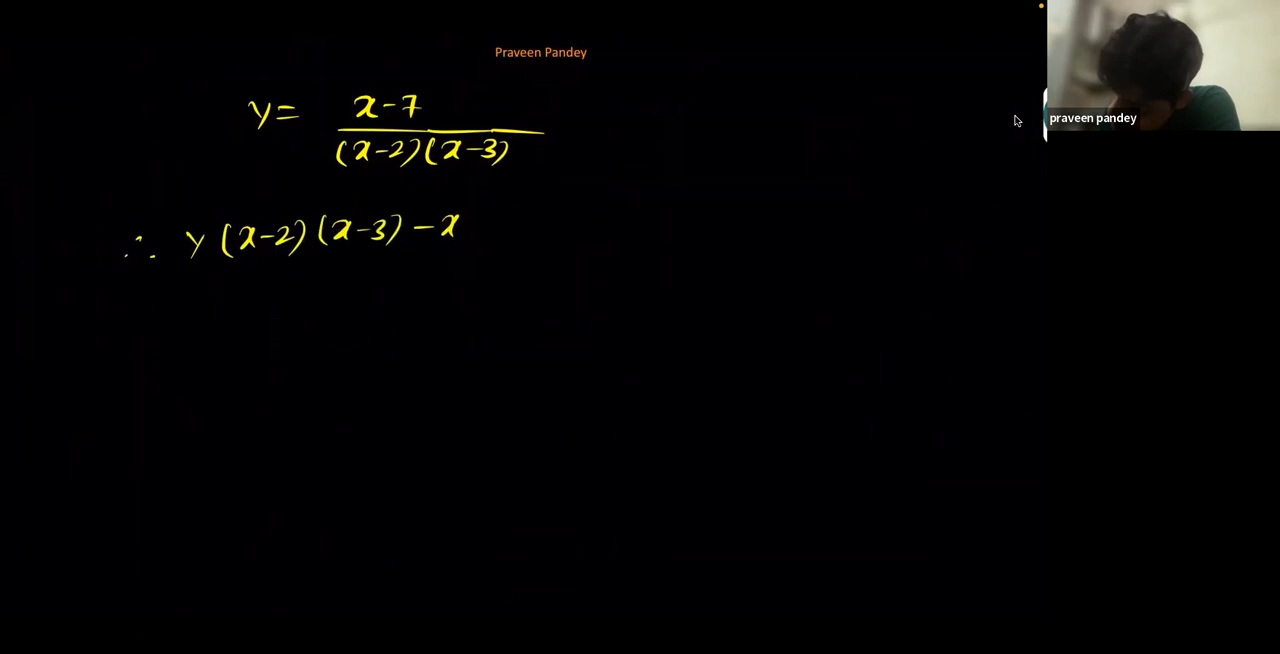 Praveen Pandey
praveen pandey
y = x-7
(x-2)(x-3)
∴ y (x-2) (x-3) - x